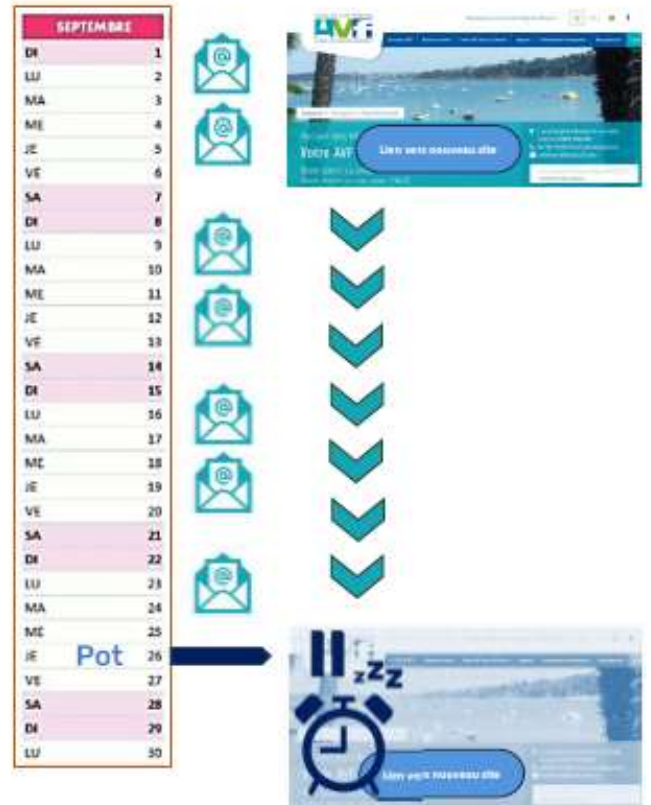 SEPTEMBRE
DI 1
LU 2
MA 3
ME 4
JE 5
VE 6
SA 7
DI 8
LU 9
MA 10
ME 11
JE 12
VE 13
SA 14
DI 15
LU 16
MA 17
ME 18
JE 19
VE 20
SA 21
DI 22
LU 23
MA 24
ME 25
JE Pot 26
VE 27
SA 28
DI 29
LU 30
@
@
@
@
@
@
@
AVF
Votre AVF
Lien vers nouveau site
zzZ
Lien vers nouveau site